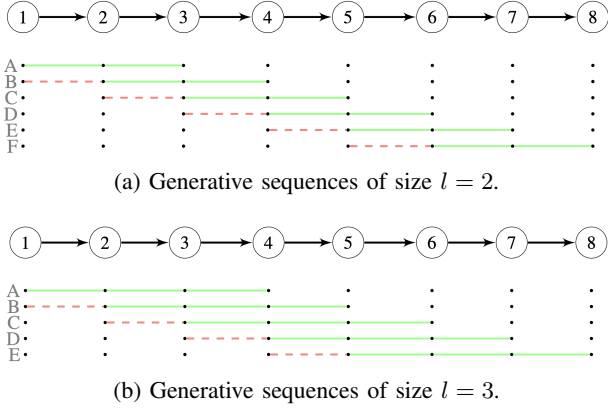 1 2 3 4 5 6 7 8
A
B
C
D
E
F
(a) Generative sequences of size l = 2.
1 2 3 4 5 6 7 8
A
B
C
D
E
(b) Generative sequences of size l = 3.